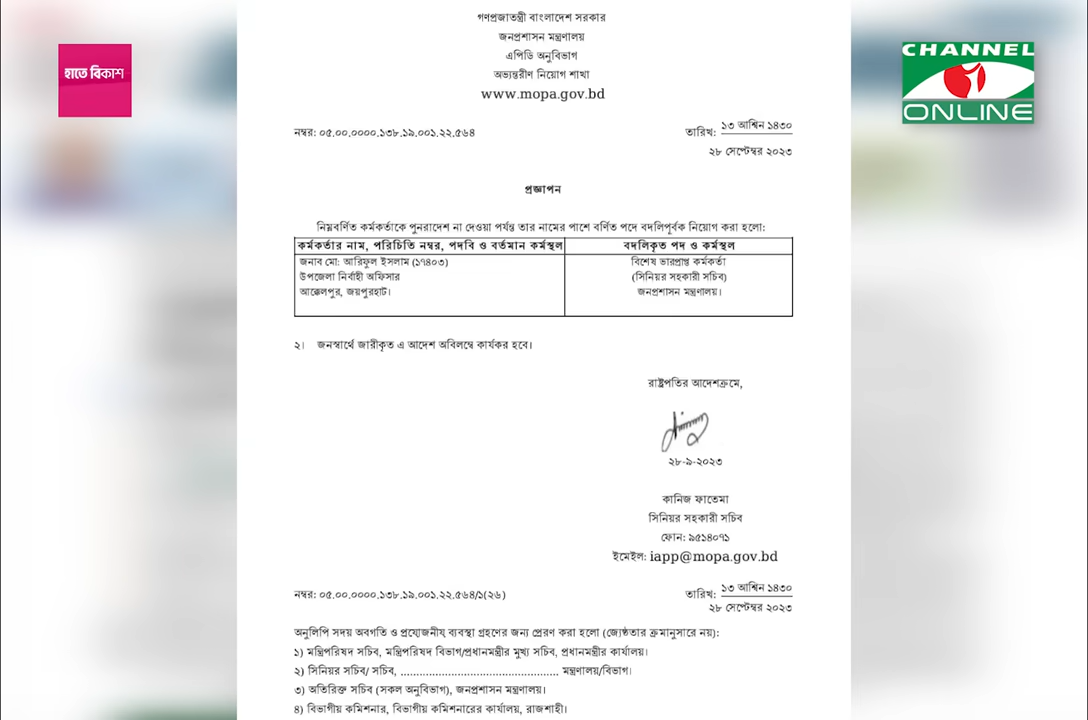 হাতে বিকাশ
CHANNEL
ONLINE
গণপ্রজাতন্ত্রী বাংলাদেশ সরকার
জনপ্রশাসন মন্ত্রণালয়
এপিডি অনুবিভাগ
অভ্যন্তরীণ নিয়োগ শাখা
www.mopa.gov.bd
নম্বর: ০৫.০০.০০০০.১৩৮.১৯.০০১.২২.৫৬৪
তারিখ: ১৩ আশ্বিন ১৪৩০
২৮ সেপ্টেম্বর ২০২৩
প্রজ্ঞাপন
নিম্নবর্ণিত কর্মকর্তাকে পুনরাদেশ না দেওয়া পর্যন্ত তার নামের পাশে বর্ণিত পদে বদলিপূর্বক নিয়োগ করা হলো:
কর্মকর্তার নাম, পরিচিতি নম্বর, পদবি ও বর্তমান কর্মস্থল
বদলিকৃত পদ ও কর্মস্থল
জনাব মো: আরিফুল ইসলাম (১৭৪০৩)
উপজেলা নির্বাহী অফিসার
আক্কেলপুর, জয়পুরহাট।
বিশেষ ভারপ্রাপ্ত কর্মকর্তা
(সিনিয়র সহকারী সচিব)
জনপ্রশাসন মন্ত্রণালয়।
২। জনস্বার্থে জারীকৃত এ আদেশ অবিলম্বে কার্যকর হবে।
রাষ্ট্রপতির আদেশক্রমে,
২৮-৯-২০২৩
কানিজ ফাতেমা
সিনিয়র সহকারী সচিব
ফোন: ৯৫১৪০৭১
ইমেইল: iapp@mopa.gov.bd
নম্বর: ০৫.০০.০০০০.১৩৮.১৯.০০১.২২.৫৬৪/১(২৬)
তারিখ: ১৩ আশ্বিন ১৪৩০
২৮ সেপ্টেম্বর ২০২৩
অনুলিপি সদয় অবগতি ও প্রয়োজনীয় ব্যবস্থা গ্রহণের জন্য প্রেরণ করা হলো (জ্যেষ্ঠতার ক্রমানুসারে নয়):
১) মন্ত্রিপরিষদ সচিব, মন্ত্রিপরিষদ বিভাগ/প্রধানমন্ত্রীর মুখ্য সচিব, প্রধানমন্ত্রীর কার্যালয়।
২) সিনিয়র সচিব/ সচিব, ................................................ মন্ত্রণালয়/বিভাগ।
৩) অতিরিক্ত সচিব (সকল অনুবিভাগ), জনপ্রশাসন মন্ত্রণালয়।
৪) বিভাগীয় কমিশনার, বিভাগীয় কমিশনারের কার্যালয়, রাজশাহী।